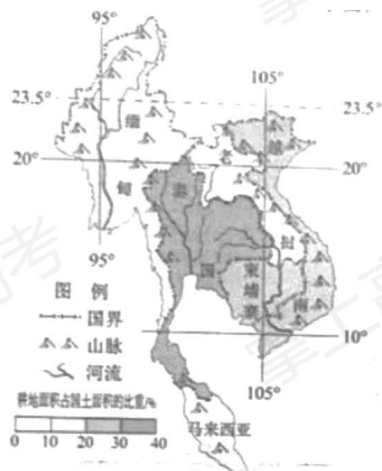 95°
105°
23.5°
23.5°
缅
越
老
20°
20°
甸
泰
挝
95°
国
柬
埔
寨
南
图 例
国界
山脉
10°
河流
105°
耕地面积占国土面积的比重/%
马来西亚
0 10 20 30 40